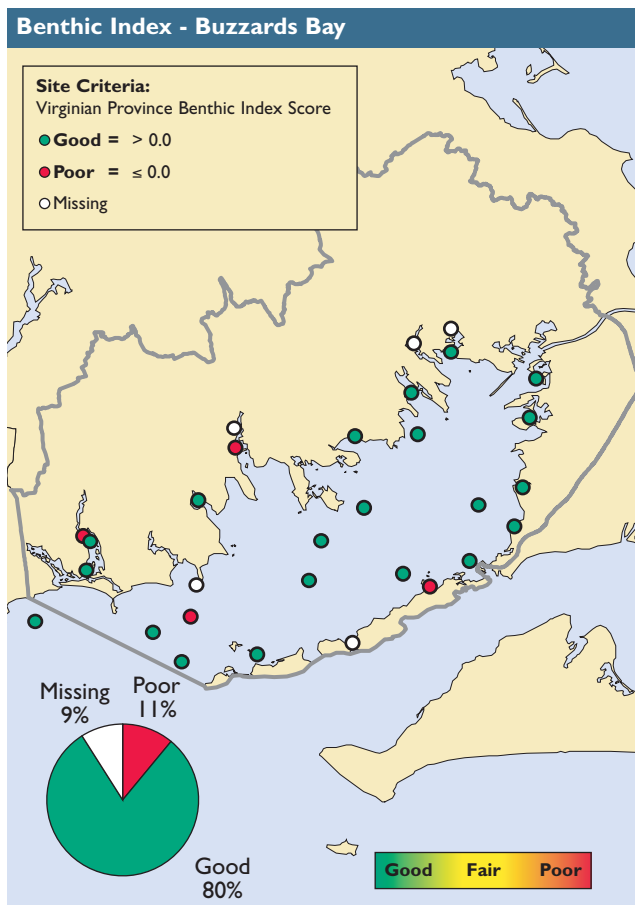 Benthic Index - Buzzards Bay
Site Criteria:
Virginian Province Benthic Index Score
Good = > 0.0
Poor = ≤ 0.0
Missing
Missing
9%
Poor
11%
Good
80%
Good Fair Poor